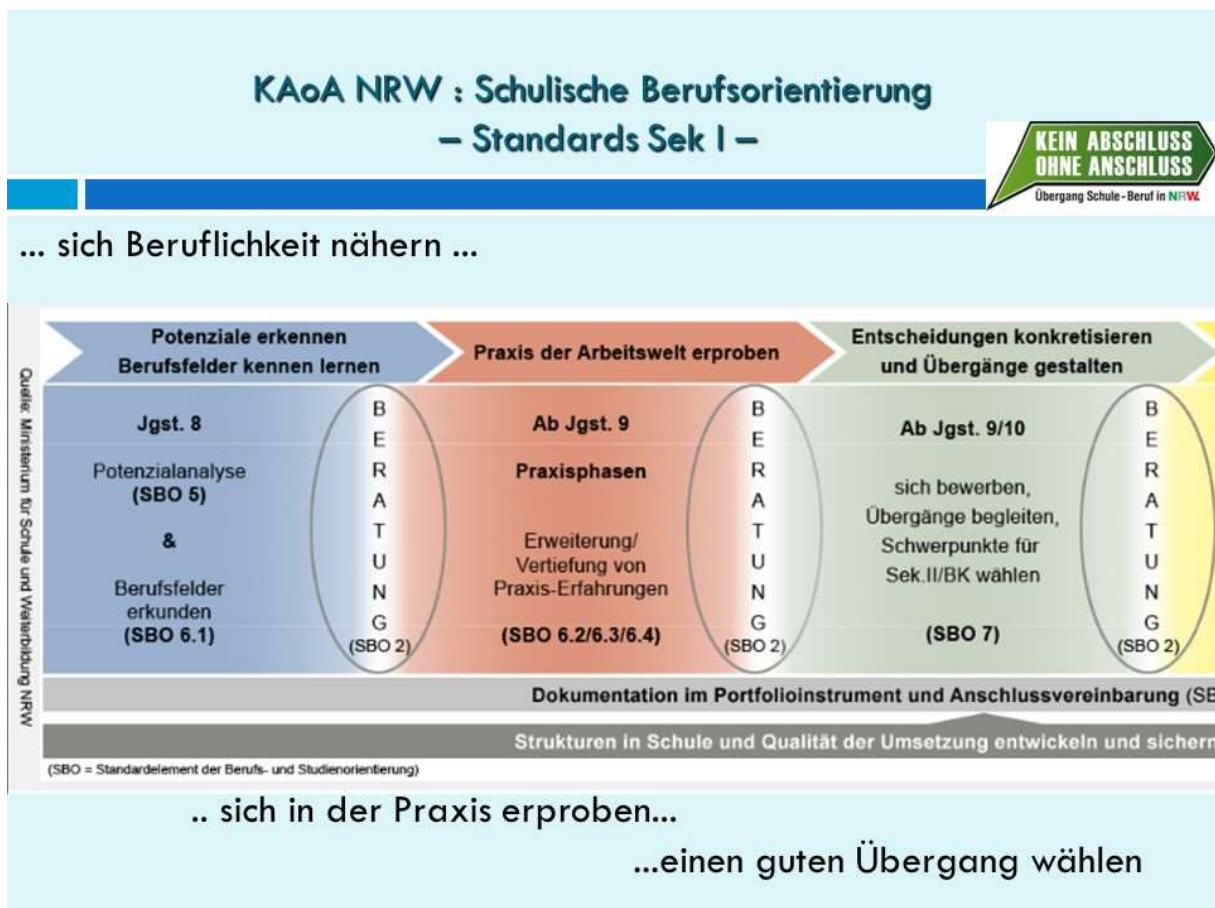 KAoA NRW : Schulische Berufsorientierung
– Standards Sek I –
KEIN ABSCHLUSS
OHNE ANSCHLUSS
Übergang Schule - Beruf in NRW.
... sich Beruflichkeit nähern ...
Quelle: Ministerium für Schule und Weiterbildung NRW
Potenziale erkennen
Berufsfelder kennen lernen
Jgst. 8
Potenzialanalyse
(SBO 5)
&
Berufsfelder
erkunden
(SBO 6.1)
BERATUNG
(SBO 2)
Praxis der Arbeitswelt erproben
Ab Jgst. 9
Praxisphasen
Erweiterung/
Vertiefung von
Praxis-Erfahrungen
(SBO 6.2/6.3/6.4)
BERATUNG
(SBO 2)
Entscheidungen konkretisieren
und Übergänge gestalten
Ab Jgst. 9/10
sich bewerben,
Übergänge begleiten,
Schwerpunkte für
Sek.II/BK wählen
(SBO 7)
BERATUNG
(SBO 2)
Dokumentation im Portfolioinstrument und Anschlussvereinbarung (SB
Strukturen in Schule und Qualität der Umsetzung entwickeln und sichern
(SBO = Standardelement der Berufs- und Studienorientierung)
.. sich in der Praxis erproben...
...einen guten Übergang wählen